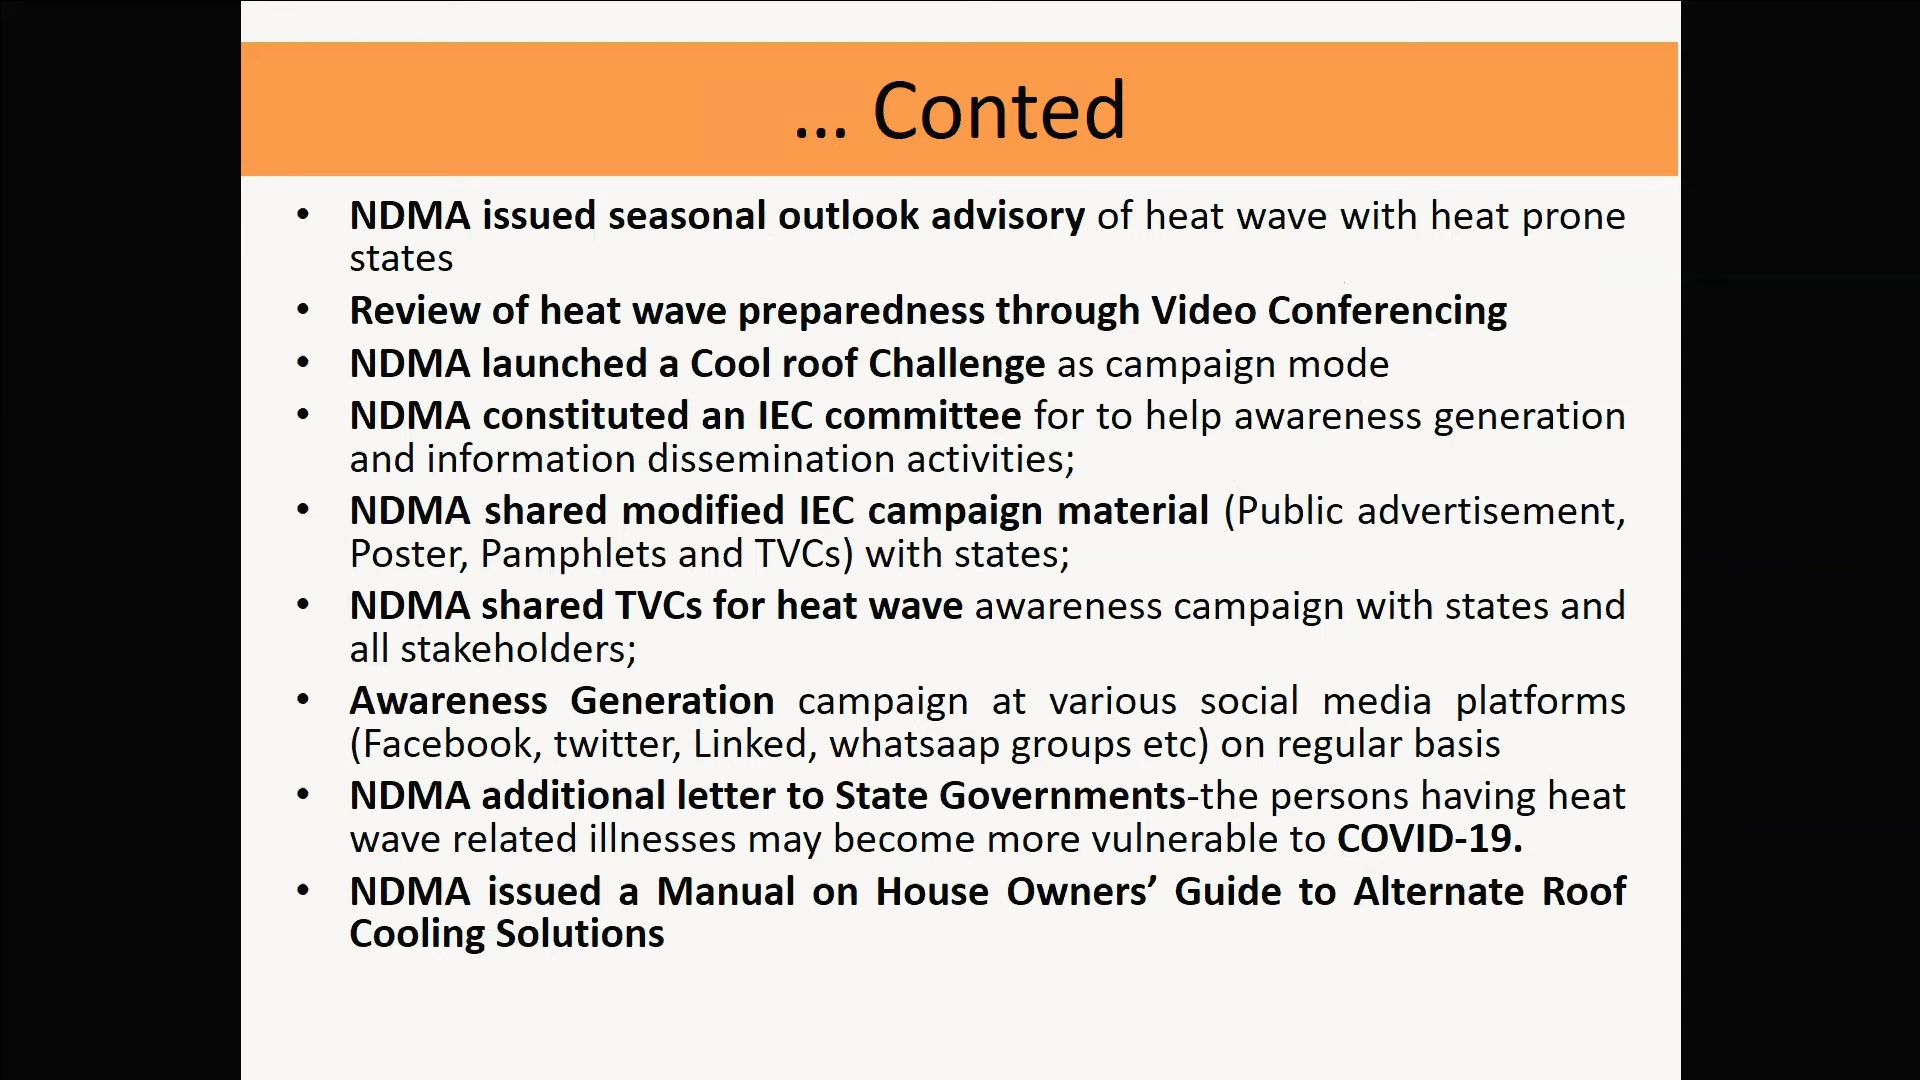 ... Conted
• NDMA issued seasonal outlook advisory of heat wave with heat prone
states
• Review of heat wave preparedness through Video Conferencing
• NDMA launched a Cool roof Challenge as campaign mode
• NDMA constituted an IEC committee for to help awareness generation
and information dissemination activities;
• NDMA shared modified IEC campaign material (Public advertisement,
Poster, Pamphlets and TVCs) with states;
• NDMA shared TVCs for heat wave awareness campaign with states and
all stakeholders;
• Awareness Generation campaign at various social media platforms
(Facebook, twitter, Linked, whatsaap groups etc) on regular basis
• NDMA additional letter to State Governments-the persons having heat
wave related illnesses may become more vulnerable to COVID-19.
• NDMA issued a Manual on House Owners’ Guide to Alternate Roof
Cooling Solutions